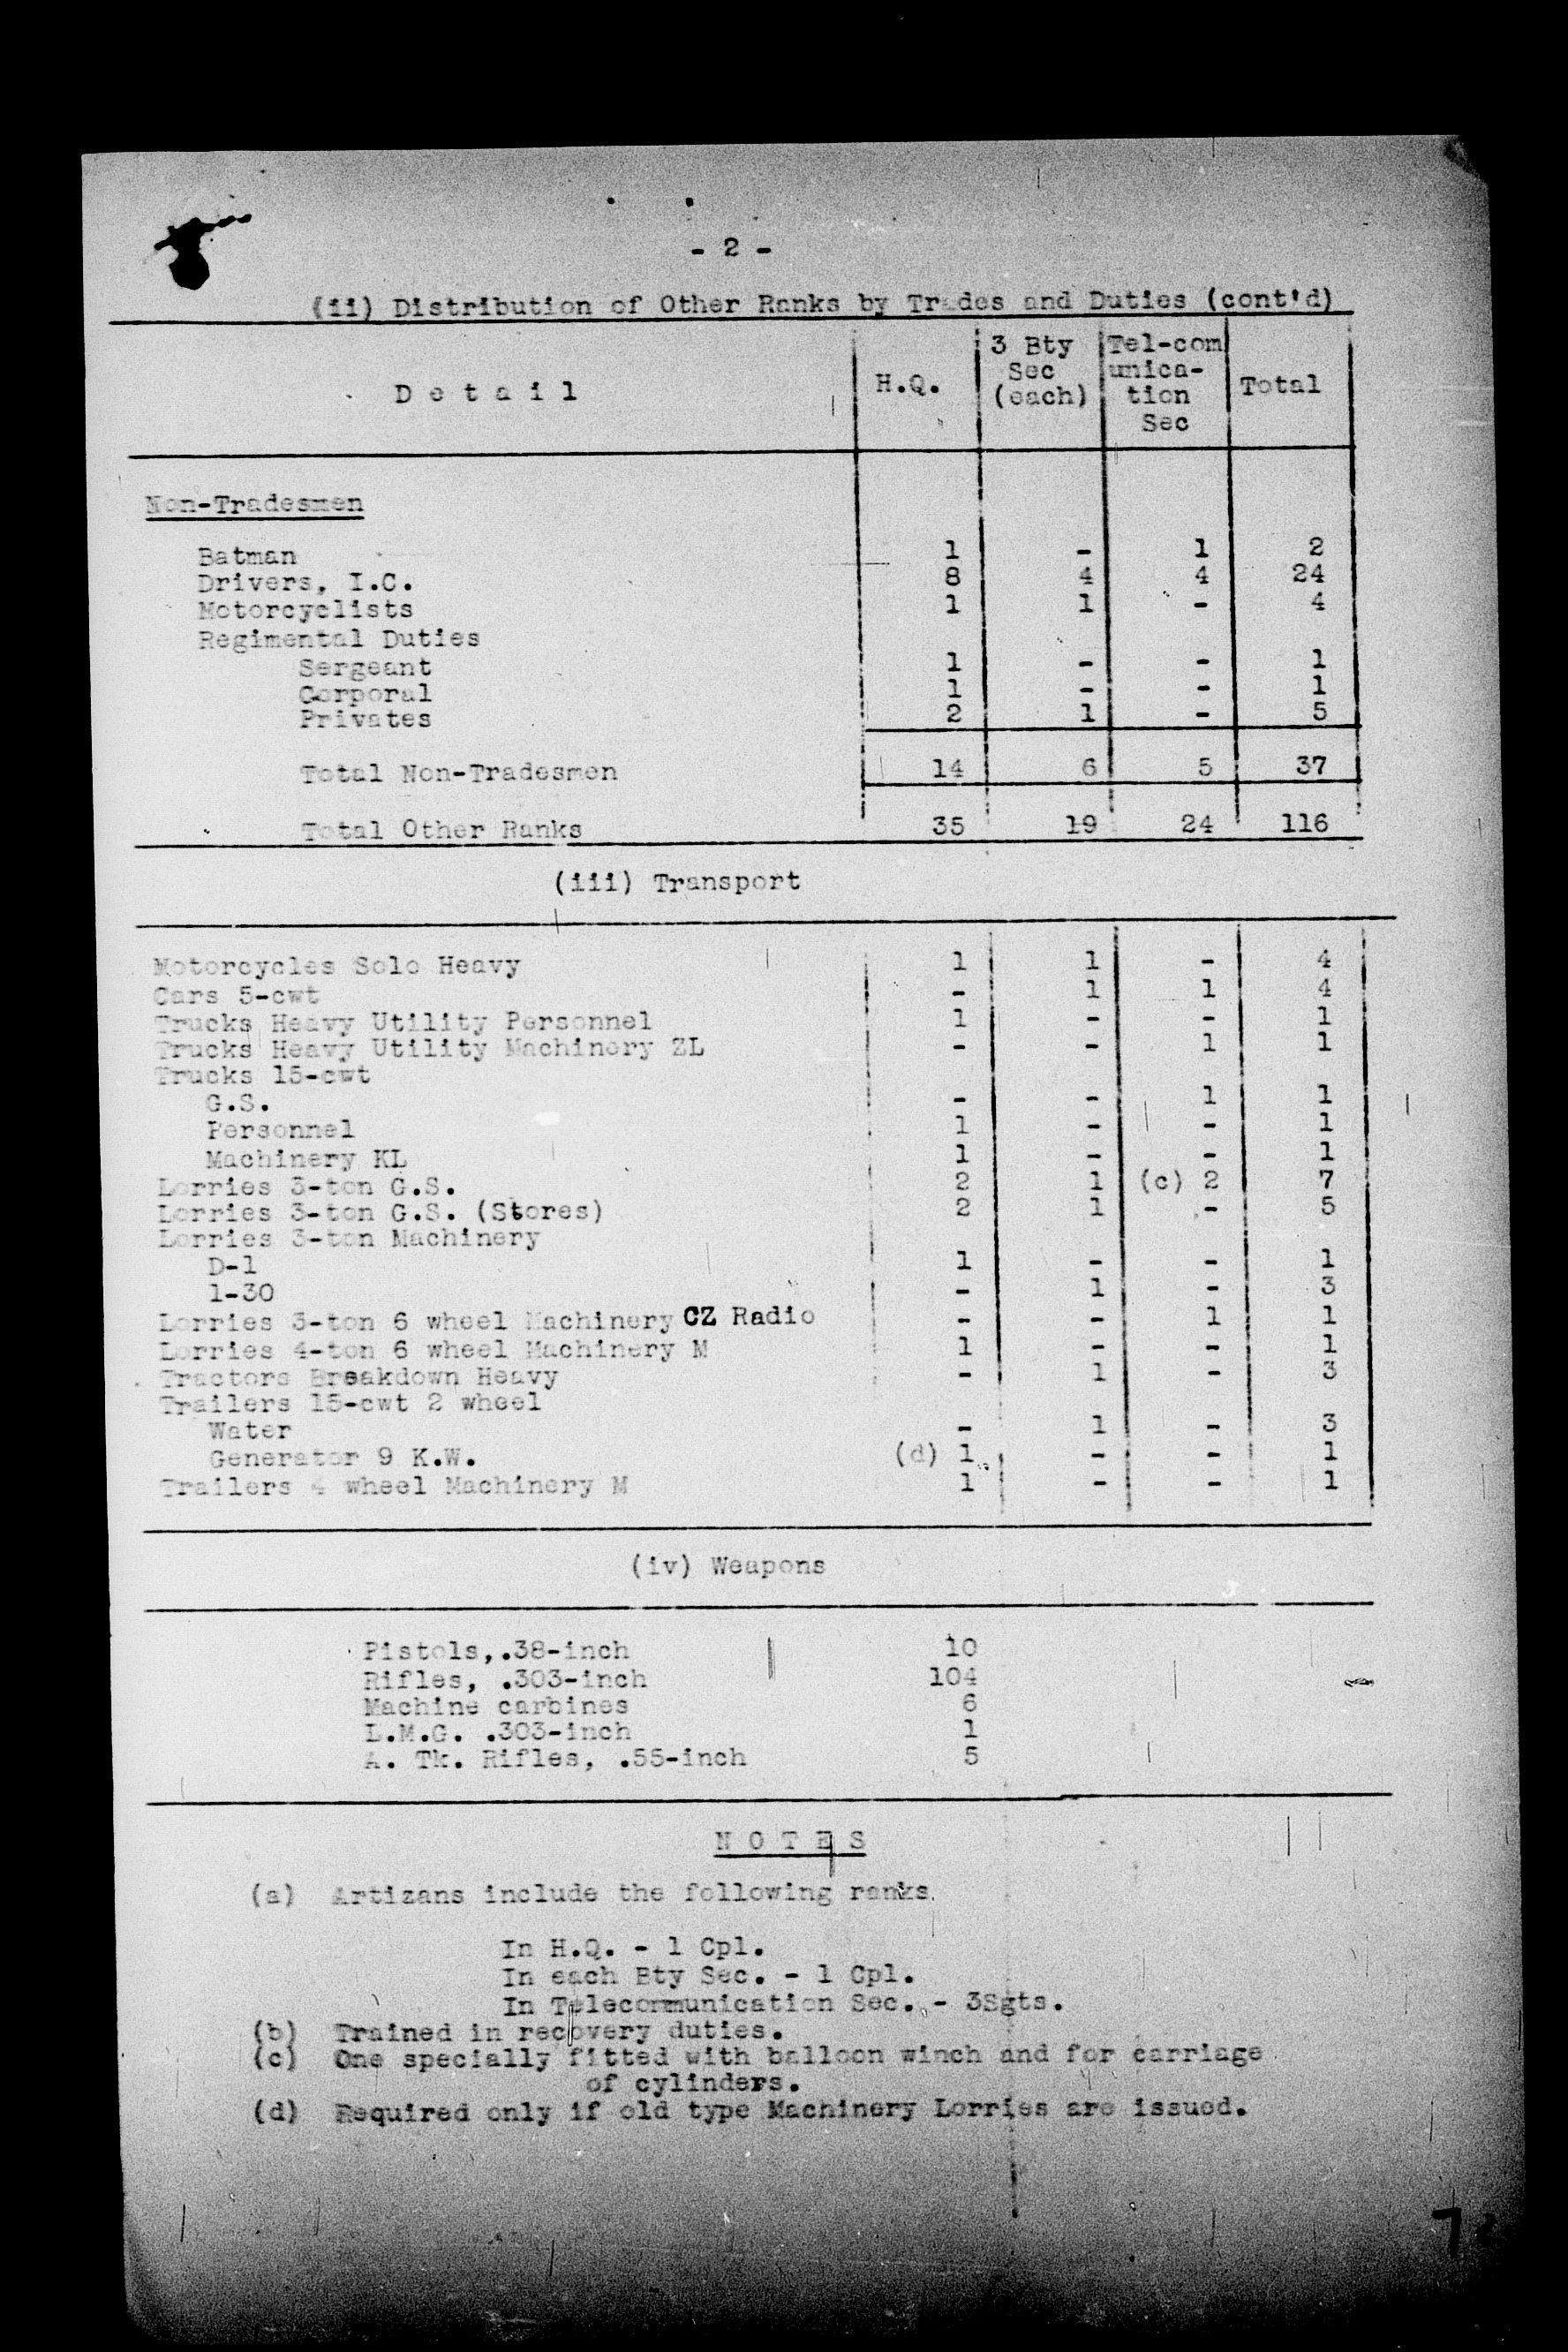 - 2 -
(ii) Distribution of Other Ranks by Trades and Duties (cont'd)
D e t a i l H.Q. 3 Bty Sec (each) Tel-com unica- tion Sec Total
Non-Tradesmen
Batman 1 - 1 2
Drivers, I.C. 8 4 4 24
Motorcyclists 1 1 - 4
Regimental Duties
Sergeant 1 - - 1
Corporal 1 - - 1
Privates 2 1 - 5
Total Non-Tradesmen 14 6 5 37
Total Other Ranks 35 19 24 116
(iii) Transport
Motorcycles Solo Heavy 1 1 - 4
Cars 5-cwt - 1 1 4
Trucks Heavy Utility Personnel 1 - - 1
Trucks Heavy Utility Machinery ZL - - 1 1
Trucks 15-cwt
G.S. - - 1 1
Personnel 1 - - 1
Machinery KL 1 - - 1
Lorries 3-ton G.S. 2 1 (c) 2 7
Lorries 3-ton G.S. (Stores) 2 1 - 5
Lorries 3-ton Machinery
D-1 1 - - 1
1-30 - 1 - 3
Lorries 3-ton 6 wheel Machinery CZ Radio - - 1 1
Lorries 4-ton 6 wheel Machinery M 1 - - 1
Tractors Breakdown Heavy - 1 - 3
Trailers 15-cwt 2 wheel
Water - 1 - 3
Generator 9 K.W. (d) 1 - - 1
Trailers 4 wheel Machinery M 1 - - 1
(iv) Weapons
Pistols, .38-inch 10
Rifles, .303-inch 104
Machine carbines 6
L.M.G. .303-inch 1
A. Tk. Rifles, .55-inch 5
N O T E S
(a) Artizans include the following ranks.
In H.Q. - 1 Cpl.
In each Bty Sec. - 1 Cpl.
In Telecommunication Sec. - 3Sgts.
(b) Trained in recovery duties.
(c) One specially fitted with balloon winch and for carriage
of cylinders.
(d) Required only if old type Machinery Lorries are issued.